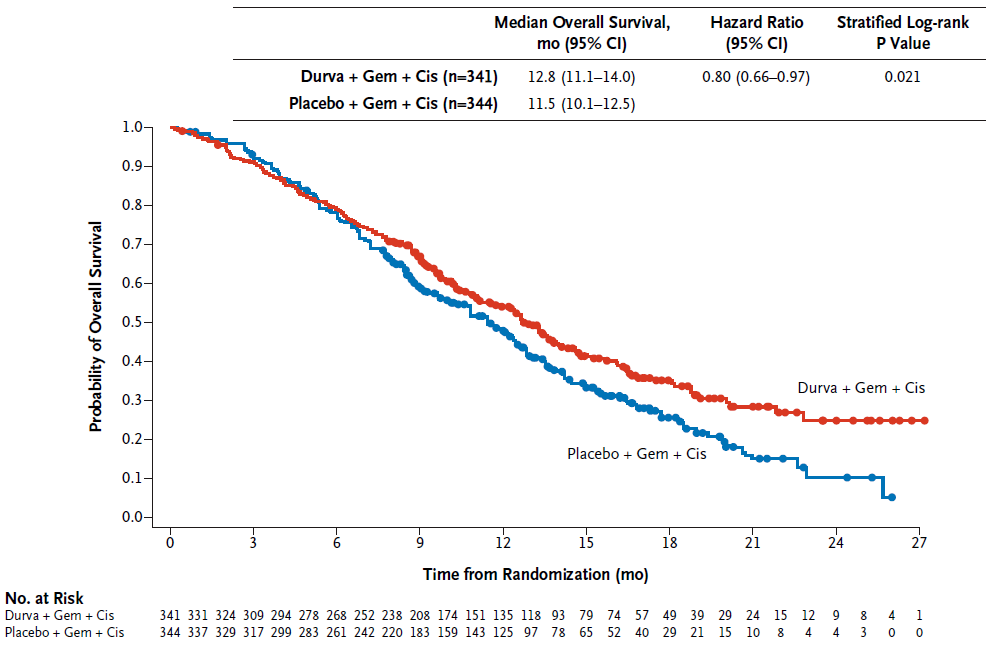 Median Overall Survival, Hazard Ratio Stratified Log-rank
mo (95% CI) (95% CI) P Value
Durva + Gem + Cis (n=341) 12.8 (11.1–14.0) 0.80 (0.66–0.97) 0.021
Placebo + Gem + Cis (n=344) 11.5 (10.1–12.5)
1.0
0.9
0.8
0.7
0.6
0.5
0.4
0.3
0.2
0.1
0.0
Probability of Overall Survival
Durva + Gem + Cis
Placebo + Gem + Cis
0 3 6 9 12 15 18 21 24 27
Time from Randomization (mo)
No. at Risk
Durva + Gem + Cis 341 331 324 309 294 278 268 252 238 208 174 151 135 118 93 79 74 57 49 39 29 24 15 12 9 8 4 1
Placebo + Gem + Cis 344 337 329 317 299 283 261 242 220 183 159 143 125 97 78 65 52 40 29 21 15 10 8 4 4 3 0 0